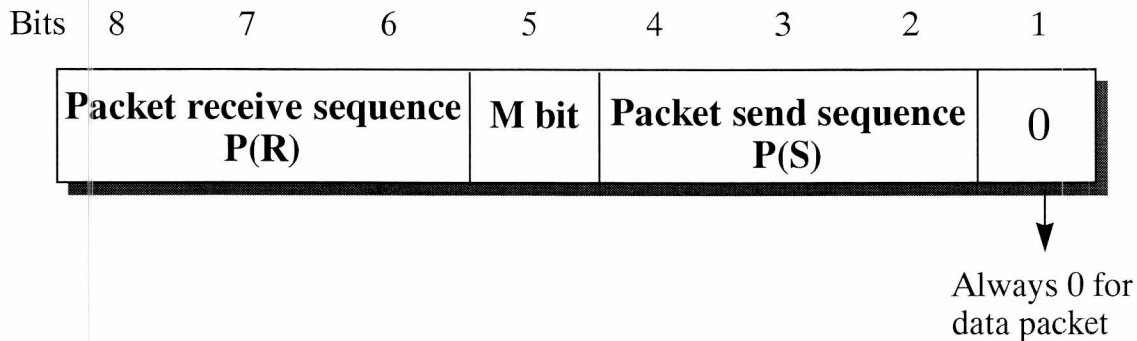 Bits 8 7 6 5 4 3 2 1
Packet receive sequence P(R)
M bit
Packet send sequence P(S)
0
Always 0 for
data packet